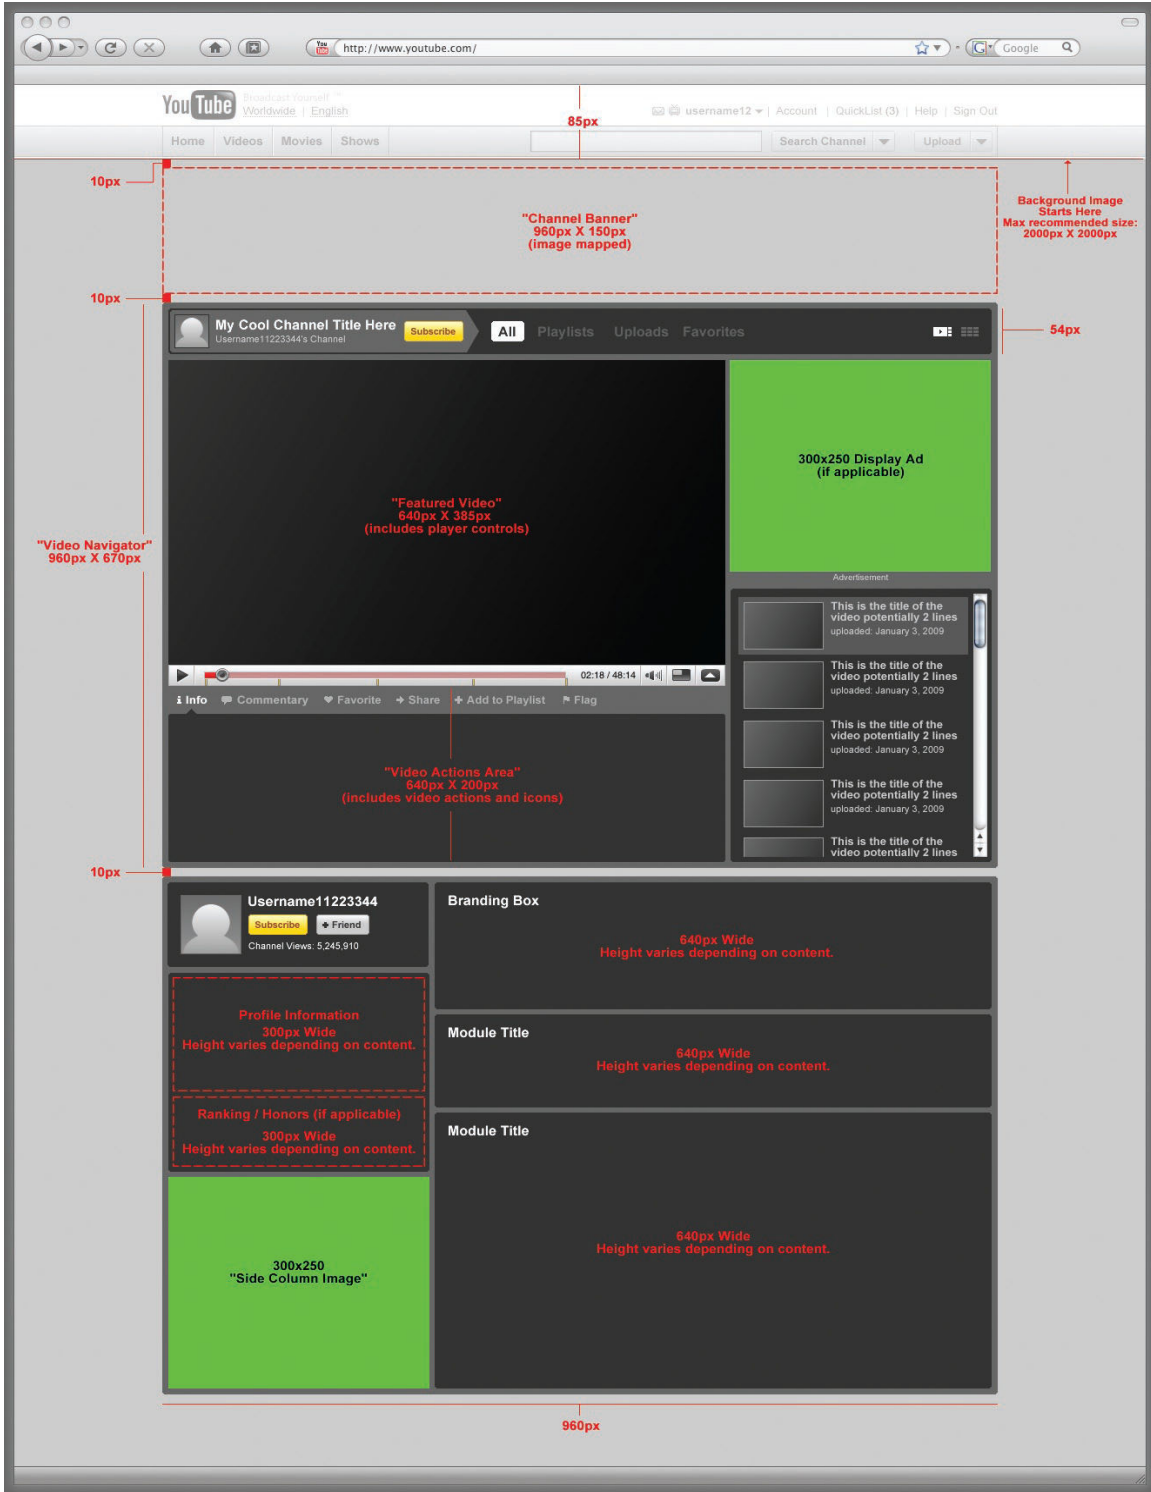 You
Tube
http://www.youtube.com/
Google
YouTube
Broadcast Yourself ™
Worldwide | English
85px
username12 | Account | QuickList (3) | Help | Sign Out
Home Videos Movies Shows
Search Channel
Upload
10px
"Channel Banner"
960px X 150px
(image mapped)
Background Image
Starts Here
Max recommended size:
2000px X 2000px
10px
My Cool Channel Title Here
Username11223344's Channel
Subscribe
All Playlists Uploads Favorites
54px
"Featured Video"
640px X 385px
(includes player controls)
300x250 Display Ad
(if applicable)
Advertisement
"Video Navigator"
960px X 670px
This is the title of the
video potentially 2 lines
uploaded: January 3, 2009
This is the title of the
video potentially 2 lines
uploaded: January 3, 2009
This is the title of the
video potentially 2 lines
uploaded: January 3, 2009
This is the title of the
video potentially 2 lines
uploaded: January 3, 2009
This is the title of the
video potentially 2 lines
02:18 / 48:14
Info Commentary Favorite Share Add to Playlist Flag
"Video Actions Area"
640px X 200px
(includes video actions and icons)
10px
Username11223344
Subscribe
+ Friend
Channel Views: 5,245,910
Branding Box
640px Wide
Height varies depending on content.
Profile Information
300px Wide
Height varies depending on content.
Module Title
640px Wide
Height varies depending on content.
Ranking / Honors (if applicable)
300px Wide
Height varies depending on content.
Module Title
640px Wide
Height varies depending on content.
300x250
"Side Column Image"
960px